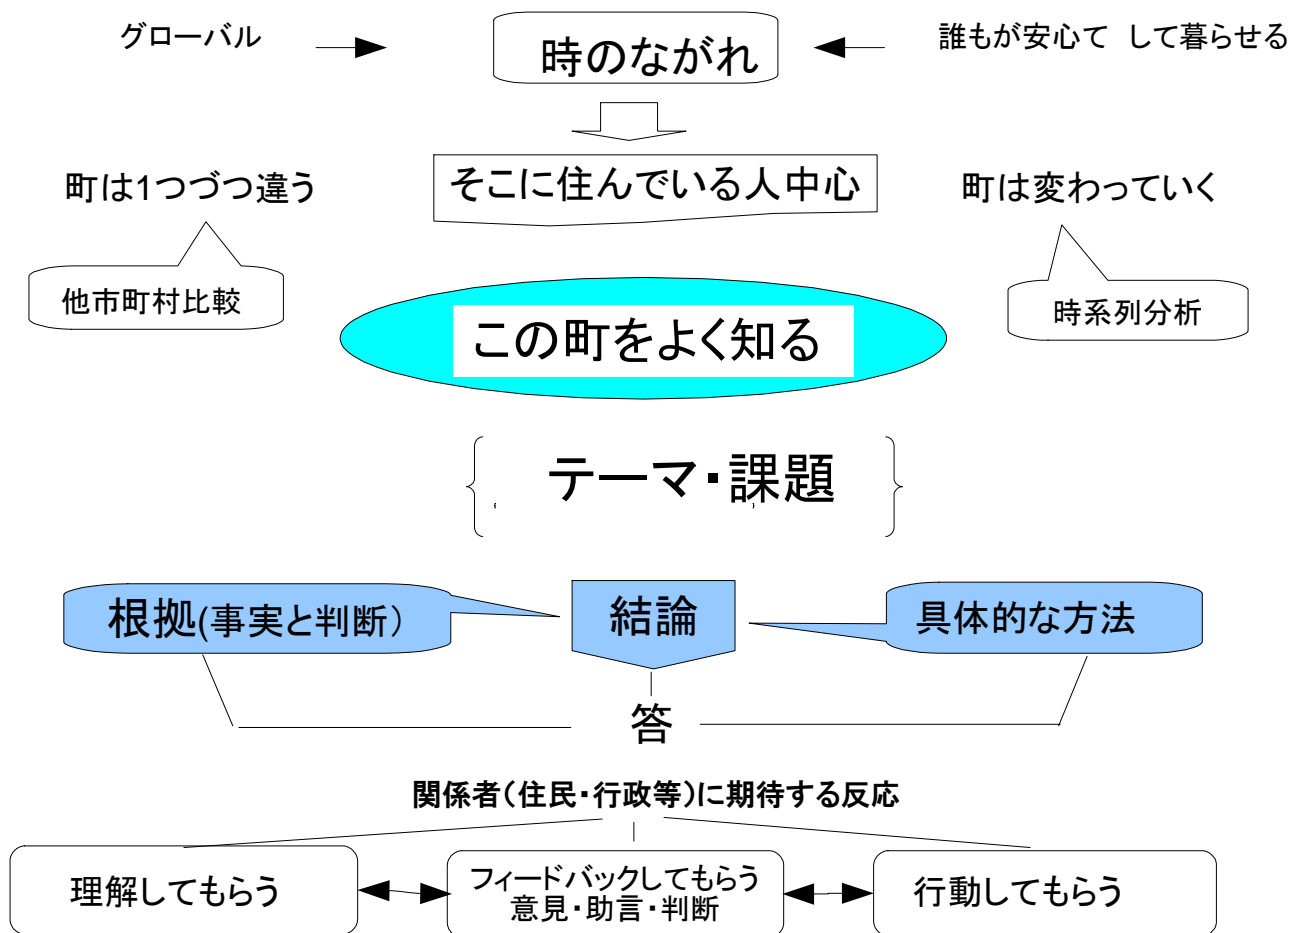 グローバル
時のながれ
誰もが安心て して暮らせる
町は1つづつ違う
そこに住んでいる人中心
町は変わっていく
他市町村比較
時系列分析
この町をよく知る
テーマ・課題
根拠(事実と判断）
結論
具体的な方法
答
関係者（住民・行政等）に期待する反応
理解してもらう
フィードバックしてもらう
意見・助言・判断
行動してもらう